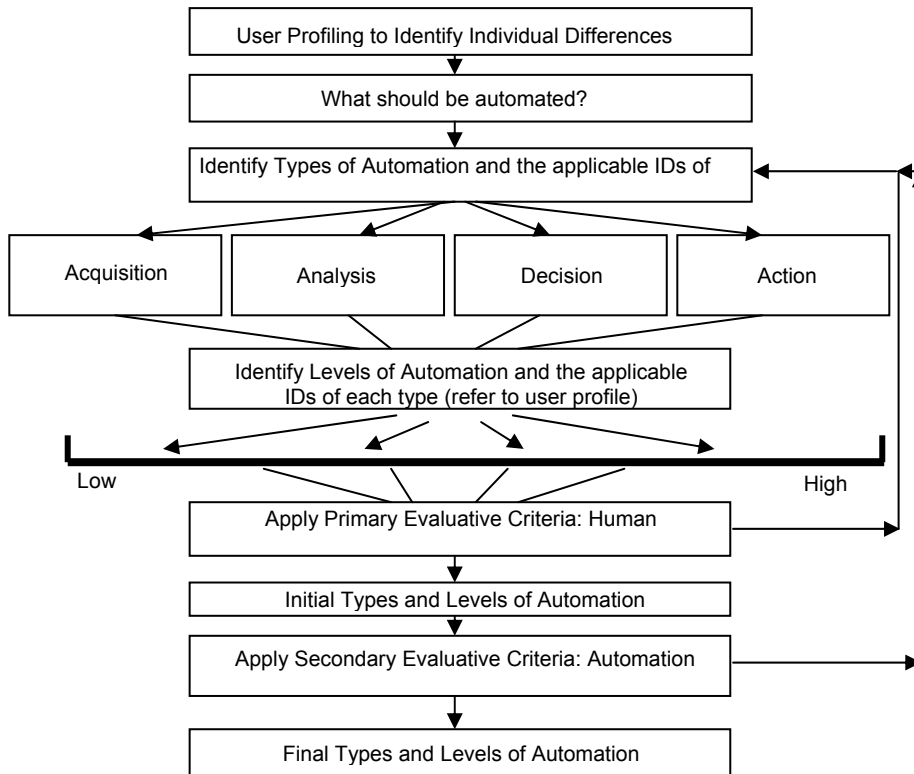 User Profiling to Identify Individual Differences
What should be automated?
Identify Types of Automation and the applicable IDs of
Acquisition
Analysis
Decision
Action
Identify Levels of Automation and the applicable
IDs of each type (refer to user profile)
Low
High
Apply Primary Evaluative Criteria: Human
Initial Types and Levels of Automation
Apply Secondary Evaluative Criteria: Automation
Final Types and Levels of Automation